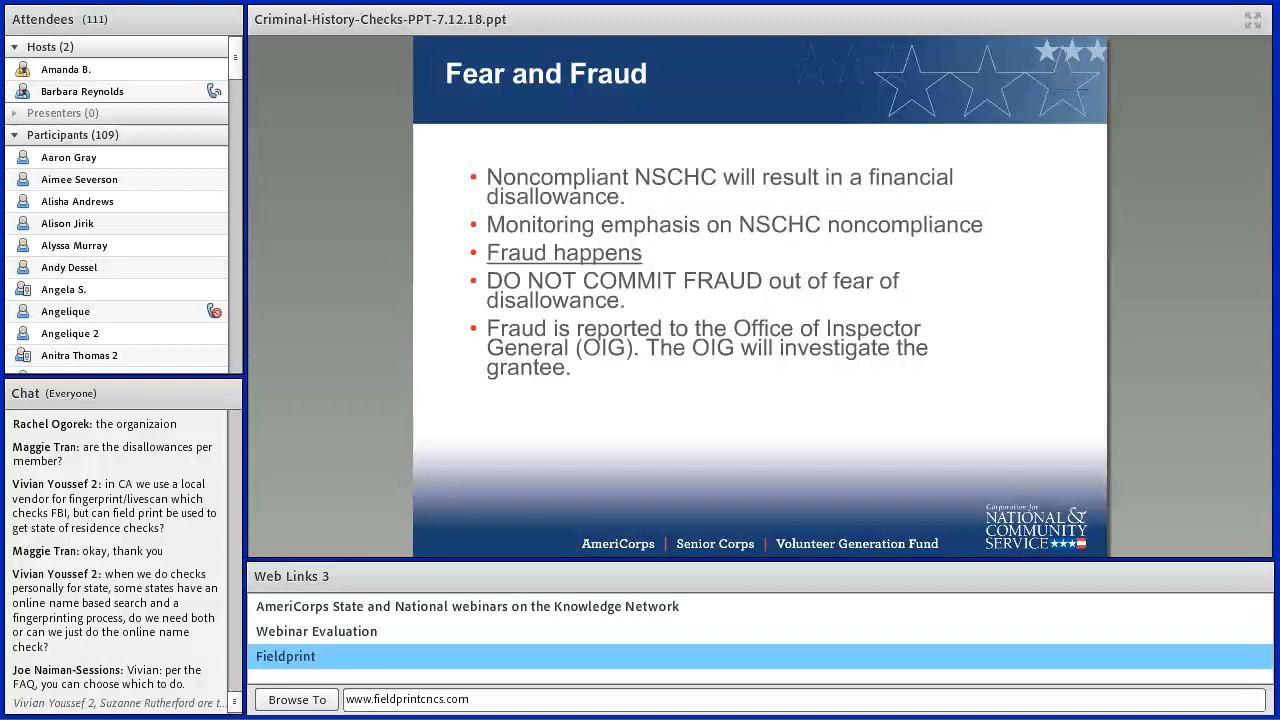 Attendees (111)
Hosts (2)
Amanda B.
Barbara Reynolds
Presenters (0)
Participants (109)
Aaron Gray
Aimee Severson
Alisha Andrews
Alison Jirik
Alyssa Murray
Andy Dessel
Angela S.
Angelique
Angelique 2
Anitra Thomas 2
Chat (Everyone)
Rachel Ogorek: the organizaion
Maggie Tran: are the disallowances per
member?
Vivian Youssef 2: in CA we use a local
vendor for fingerprint/livescan which
checks FBI, but can field print be used to
get state of residence checks?
Maggie Tran: okay, thank you
Vivian Youssef 2: when we do checks
personally for state, some states have an
online name based search and a
fingerprinting process, do we need both
or can we just do the online name
check?
Joe Naiman-Sessions: Vivian: per the
FAQ, you can choose which to do.
Vivian Youssef 2, Suzanne Rutherford are t...
Criminal-History-Checks-PPT-7.12.18.ppt
Fear and Fraud
• Noncompliant NSCHC will result in a financial
disallowance.
• Monitoring emphasis on NSCHC noncompliance
• Fraud happens
• DO NOT COMMIT FRAUD out of fear of
disallowance.
• Fraud is reported to the Office of Inspector
General (OIG). The OIG will investigate the
grantee.
AmeriCorps | Senior Corps | Volunteer Generation Fund
Corporation for
NATIONAL &
COMMUNITY
SERVICE
Web Links 3
AmeriCorps State and National webinars on the Knowledge Network
Webinar Evaluation
Fieldprint
Browse To www.fieldprintcncs.com